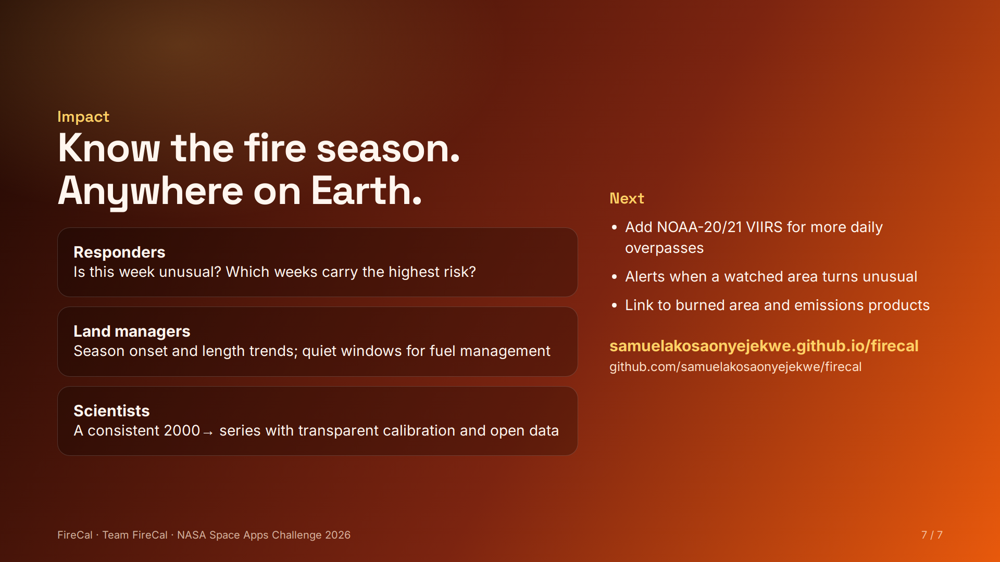 Impact
Know the fire season.
Anywhere on Earth.
Responders
Is this week unusual? Which weeks carry the highest risk?
Land managers
Season onset and length trends; quiet windows for fuel management
Scientists
A consistent 2000→ series with transparent calibration and open data
Next
• Add NOAA-20/21 VIIRS for more daily
overpasses
• Alerts when a watched area turns unusual
• Link to burned area and emissions products
samuelakosaonyejekwe.github.io/firecal
github.com/samuelakosaonyejekwe/firecal
FireCal · Team FireCal · NASA Space Apps Challenge 2026
7 / 7